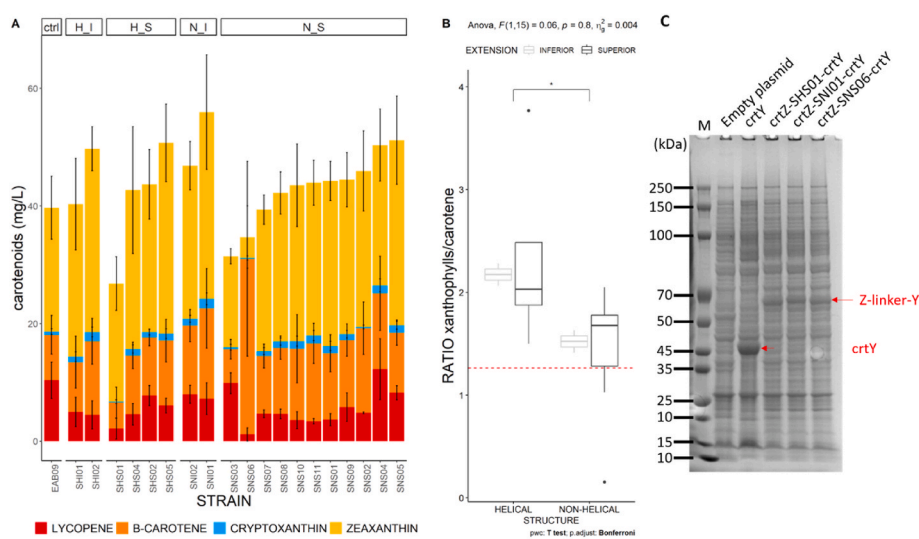 A
ctrl H_I H_S N_I N_S
carotenoids (mg/L)
60
40
20
0
EAB09 SHI01 SHI02 SHS01 SHS04 SHS02 SHS05 SNI02 SNI01 SNS03 SNS06 SNS07 SNS08 SNS10 SNS11 SNS01 SNS09 SNS02 SNS04 SNS05
STRAIN
LYCOPENE B-CAROTENE CRYPTOXANTHIN ZEAXANTHIN
B
Anova, F(1,15) = 0.06, p = 0.8, η²g = 0.004
EXTENSION INFERIOR SUPERIOR
RATIO xanthophylls/carotene
4
3
2
1
0
*
HELICAL NON-HELICAL
STRUCTURE
pwc: T test; p.adjust: Bonferroni
C
M Empty plasmid crtY crtZ-SHS01-crtY crtZ-SNI01-crtY crtZ-SNS06-crtY
(kDa)
250
150
100
70
50
45
35
25
10
15
10
Z-linker-Y
crtY